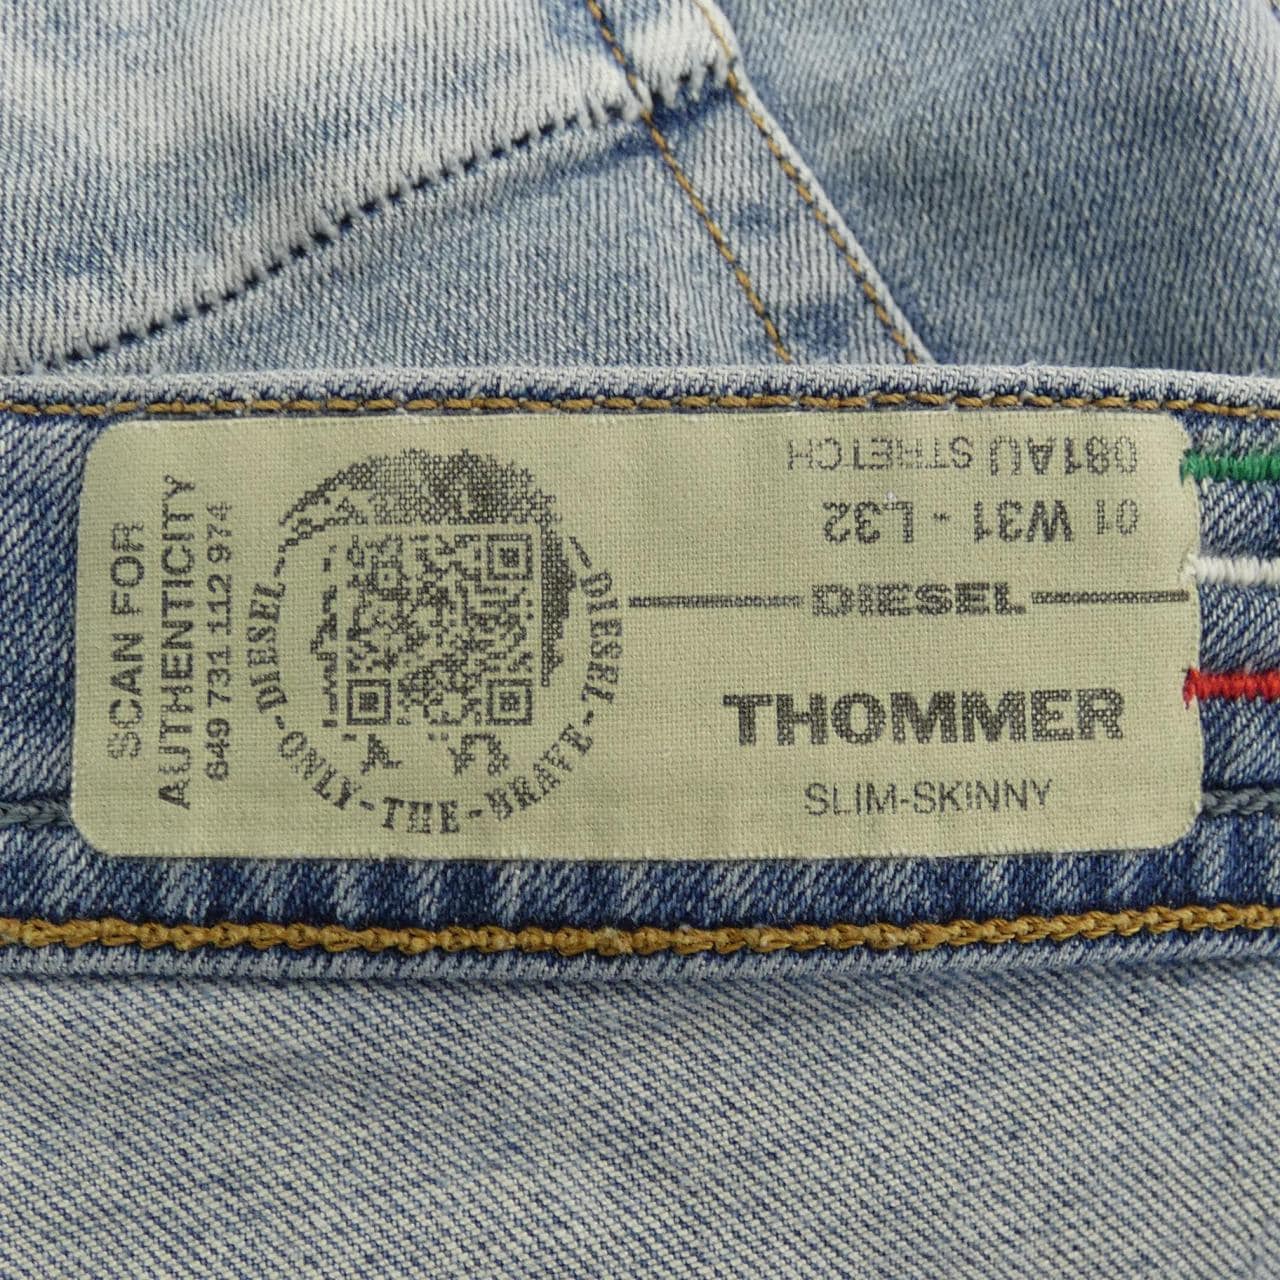 SCAN FOR
AUTHENTICITY
849 731 112 974
DIESEL-ONLY-THE-BRAVE-DIESEL
081AU STRETCH
01 W31 - L32
DIESEL
THOMMER
SLIM-SKINNY